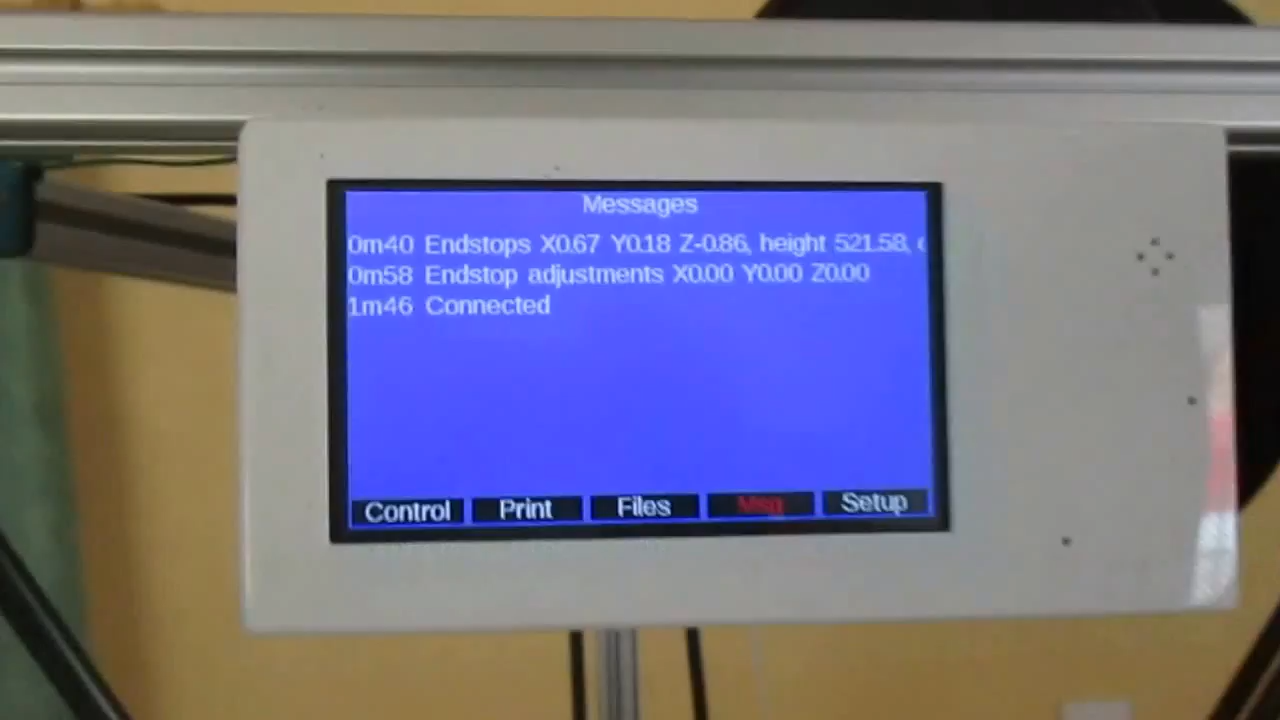 Messages
0m40 Endstops X0.67 Y0.18 Z-0.86, height 521.58,
0m58 Endstop adjustments X0.00 Y0.00 Z0.00
1m46 Connected
Control Print Files Msg Setup